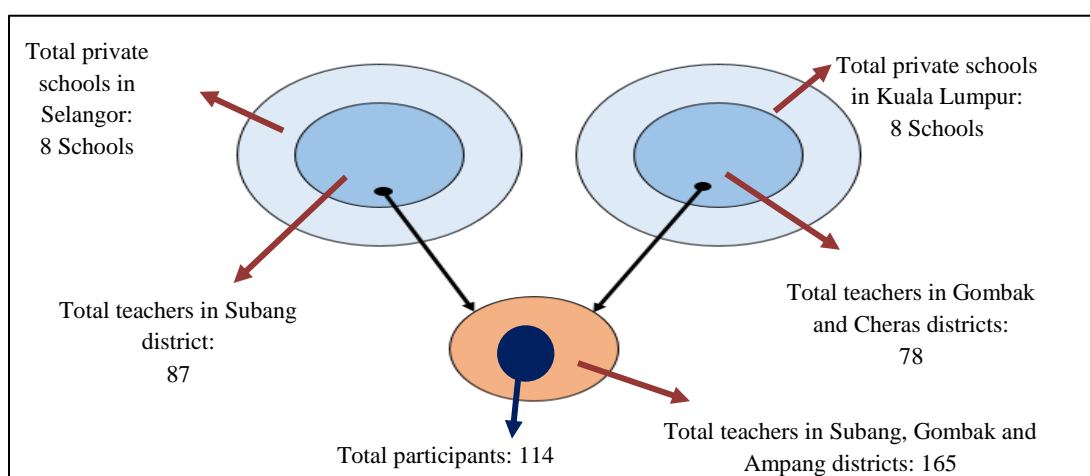 Total private
schools in
Selangor:
8 Schools
Total private schools
in Kuala Lumpur:
8 Schools
Total teachers in Subang
district:
87
Total teachers in Gombak
and Cheras districts:
78
Total participants: 114
Total teachers in Subang, Gombak and
Ampang districts: 165